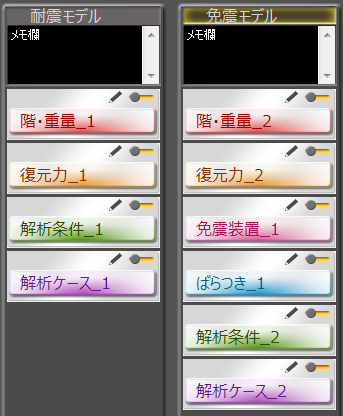 耐震モデル
メモ欄
階・重量_1
復元力_1
解析条件_1
解析ケース_1
免震モデル
メモ欄
階・重量_2
復元力_2
免震装置_1
ばらつき_1
解析条件_2
解析ケース_2